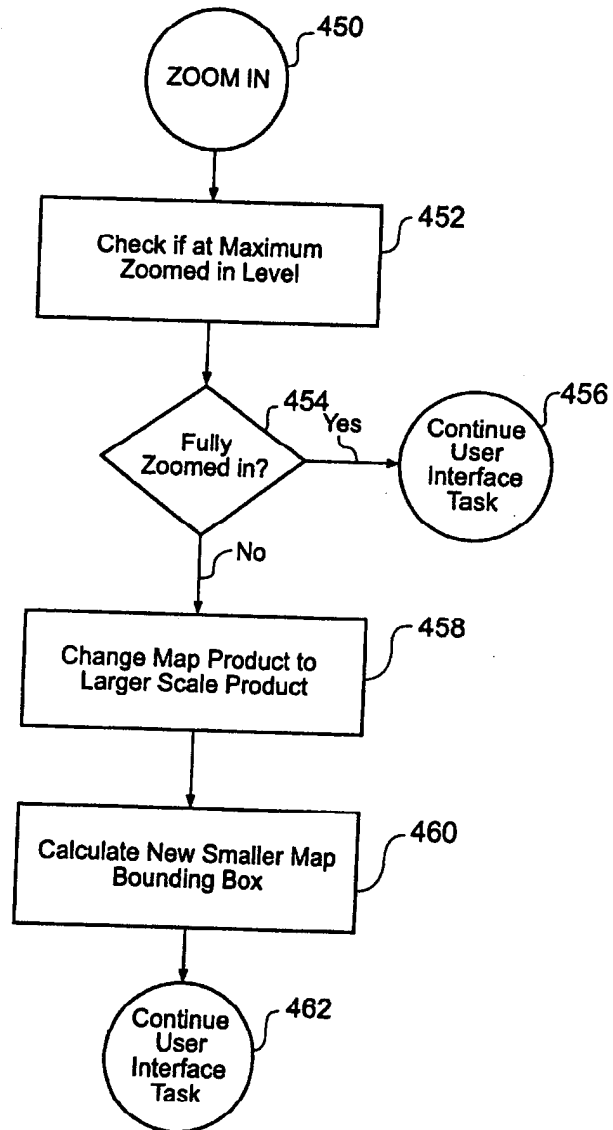 450
ZOOM IN
452
Check if at Maximum
Zoomed in Level
454
Fully
Zoomed in?
Yes
456
Continue
User
Interface
Task
No
458
Change Map Product to
Larger Scale Product
460
Calculate New Smaller Map
Bounding Box
462
Continue
User
Interface
Task